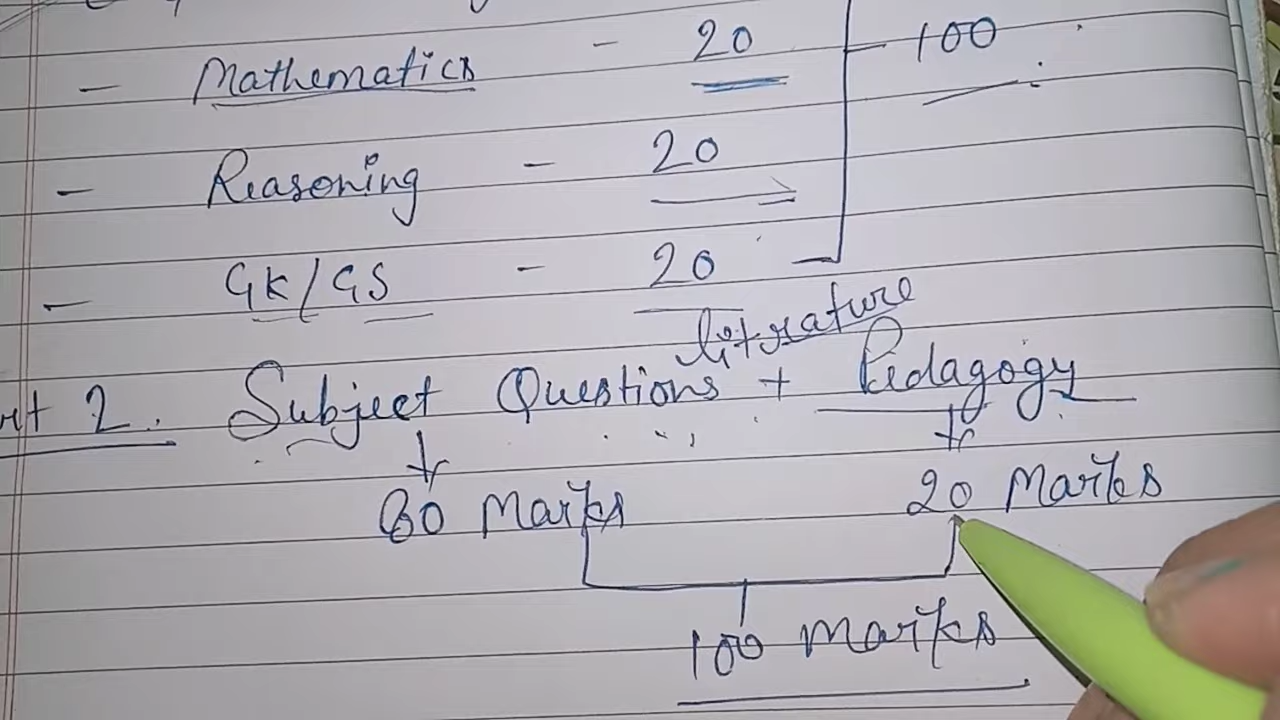 - Mathematics - 20
100
- Reasoning - 20
- GK/GS - 20
literature
2. Subject Questions + Pedagogy
80 Marks 20 Marks
100 Marks